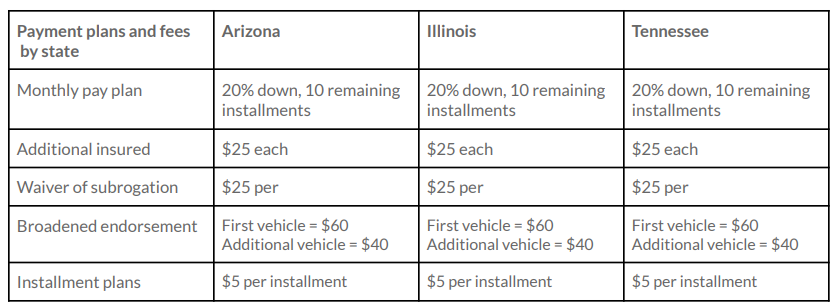 Payment plans and fees by state	Arizona	Illinois	Tennessee
Monthly pay plan	20% down, 10 remaining installments	20% down, 10 remaining installments	20% down, 10 remaining installments
Additional insured	$25 each	$25 each	$25 each
Waiver of subrogation	$25 per	$25 per	$25 per
Broadened endorsement	First vehicle = $60 Additional vehicle = $40	First vehicle = $60 Additional vehicle = $40	First vehicle = $60 Additional vehicle = $40
Installment plans	$5 per installment	$5 per installment	$5 per installment